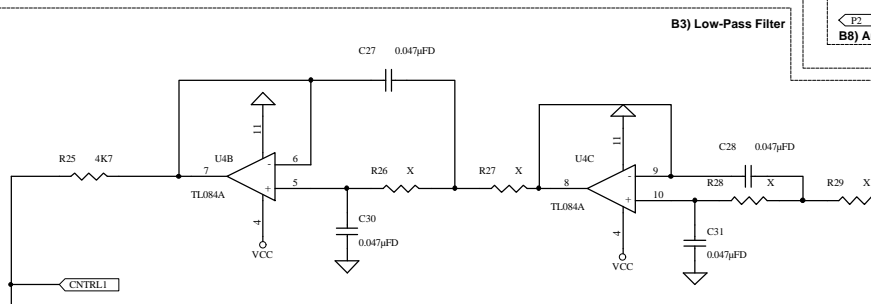 B3) Low-Pass Filter
P2
B8) A
C27 0.047µFD
11
R25 4K7
7
U4B
-
6
+
5
TL084A
4
VCC
R26 X
C30
0.047µFD
R27 X
11
U4C
8
-
9
+
10
TL084A
4
VCC
C28 0.047µFD
R28 X
R29 X
C31
0.047µFD
CNTRL1